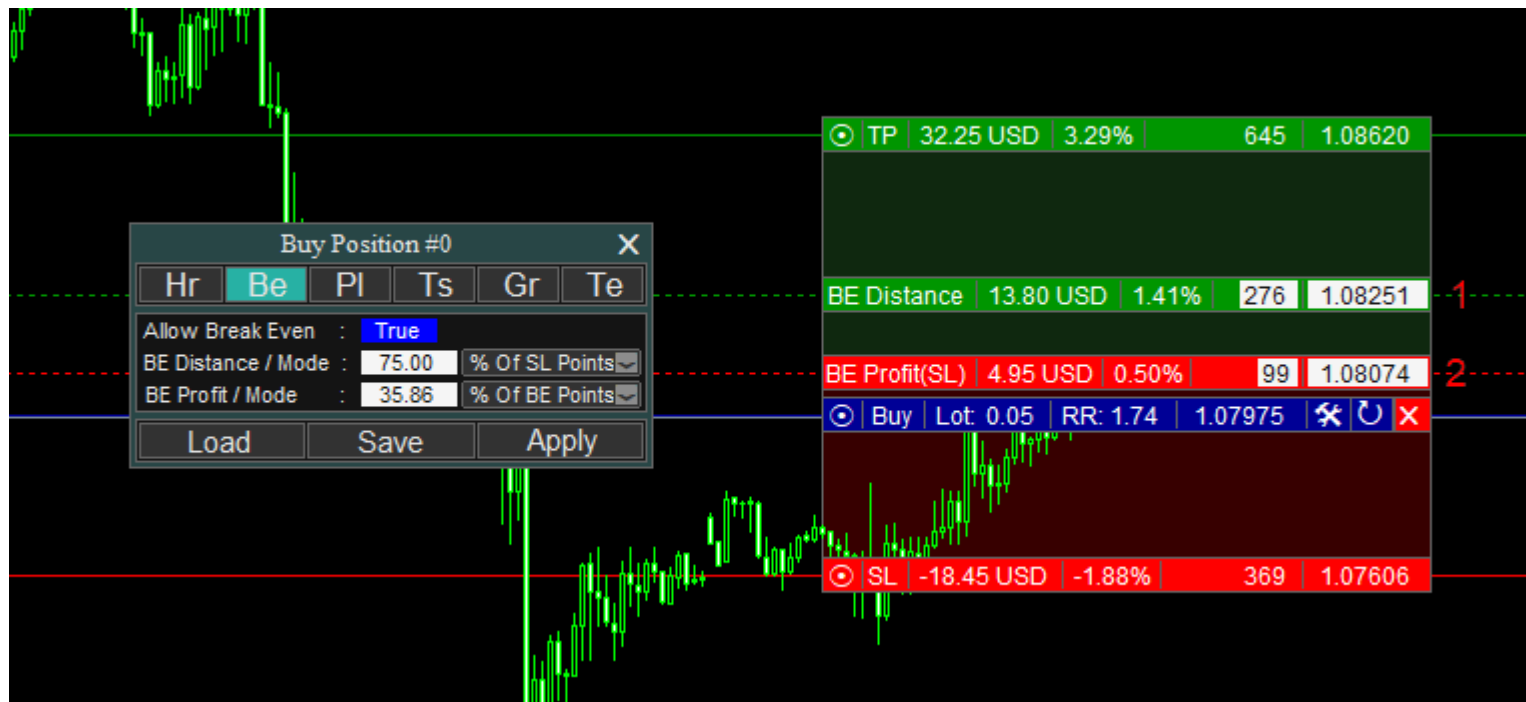 TP 32.25 USD 3.29% 645 1.08620
Buy Position #0 X
Hr Be Pl Ts Gr Te
BE Distance 13.80 USD 1.41% 276 1.08251 1
Allow Break Even : True
BE Distance / Mode : 75.00 % Of SL Points
BE Profit(SL) 4.95 USD 0.50% 99 1.08074 2
BE Profit / Mode : 35.86 % Of BE Points
Buy Lot: 0.05 RR: 1.74 1.07975
Load Save Apply
SL -18.45 USD -1.88% 369 1.07606